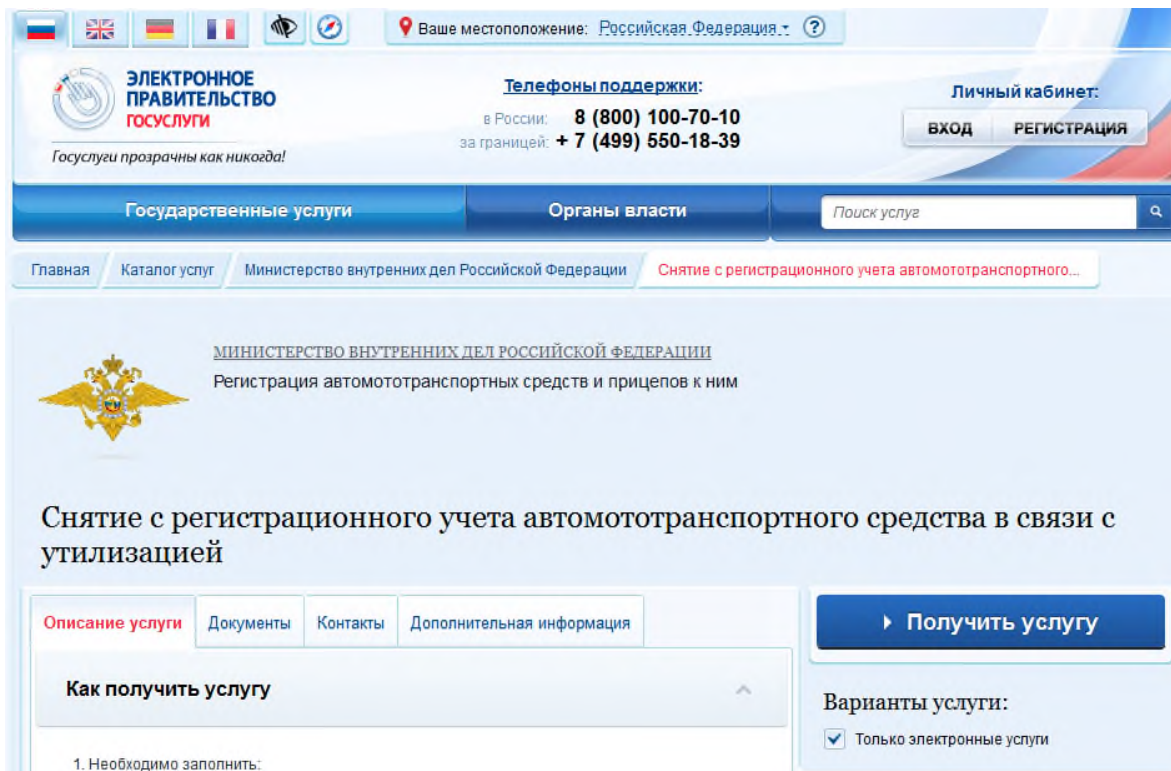 Ваше местоположение: Российская Федерация ?
ЭЛЕКТРОННОЕ
ПРАВИТЕЛЬСТВО
ГОСУСЛУГИ
Госуслуги прозрачны как никогда!
Телефоны поддержки:
в России: 8 (800) 100-70-10
за границей: + 7 (499) 550-18-39
Личный кабинет:
ВХОД РЕГИСТРАЦИЯ
Государственные услуги Органы власти Поиск услуг
Главная Каталог услуг Министерство внутренних дел Российской Федерации Снятие с регистрационного учета автомототранспортного...
МИНИСТЕРСТВО ВНУТРЕННИХ ДЕЛ РОССИЙСКОЙ ФЕДЕРАЦИИ
Регистрация автомототранспортных средств и прицепов к ним
Снятие с регистрационного учета автомототранспортного средства в связи с
утилизацией
Описание услуги Документы Контакты Дополнительная информация
Получить услугу
Как получить услугу
Варианты услуги:
Только электронные услуги
1. Необходимо заполнить: